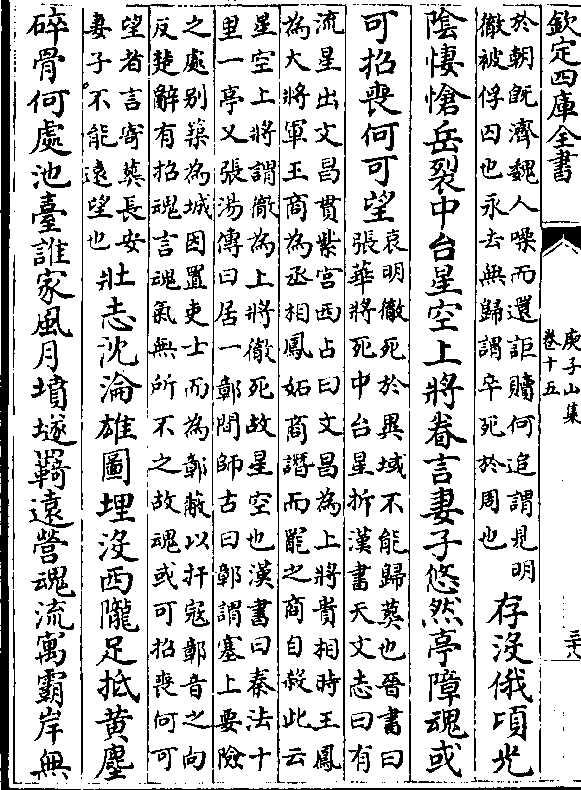 欽定四庫全書
庾子山集
卷十五
三六
於朝既濟魏人噪而還詎贖何追謂見明
徹被俘囚也永去無歸謂卒死於周也
存沒俄頃光
陰悽愴岳裂中台星空上將眷言妻子悠然亭障魂或
可招喪何可望
哀明徹死於異域不能歸葬也晉書曰
張華將死中台星折漢書天文志曰有
流星出文昌貫紫宮西占曰文昌為上將貴相時王鳳
為大將軍王商為丞相鳳妬商譖而罷之商自殺此云
星空上將謂徹為上將徹死故星空也漢書曰秦法十
里一亭又張湯傳曰居一鄣間師古曰鄣謂塞上要險
之處别築為城因置吏士而為鄣蔽以扞寇鄣音之向
反楚辭有招魂言魂氣無所不之故魂或可招喪何可
望者言寄葬長安
妻子不能遠望也
壯志沈淪雄圖埋沒西隴足抵黃塵
碎骨何處池臺誰家風月墳墱羇遠營魂流寓霸岸無